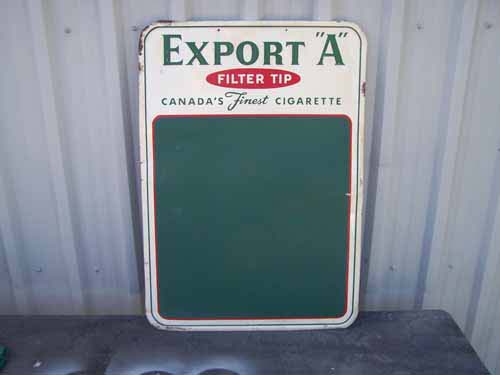 EXPORT "A"
FILTER TIP
CANADA'S Finest CIGARETTE